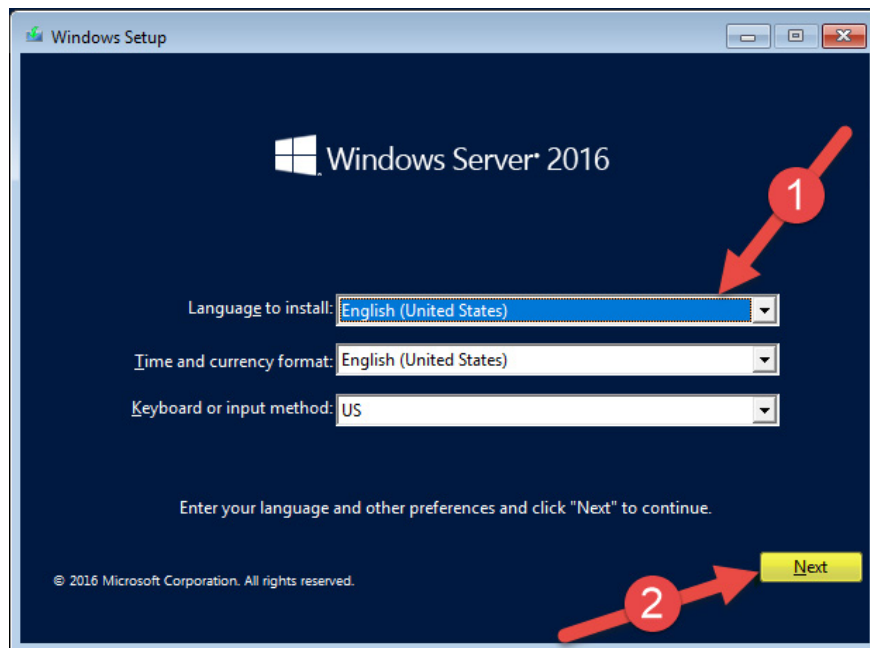 Windows Setup
Windows Server 2016
1
Language to install: English (United States)
Time and currency format: English (United States)
Keyboard or input method: US
Enter your language and other preferences and click "Next" to continue.
Next
© 2016 Microsoft Corporation. All rights reserved.
2